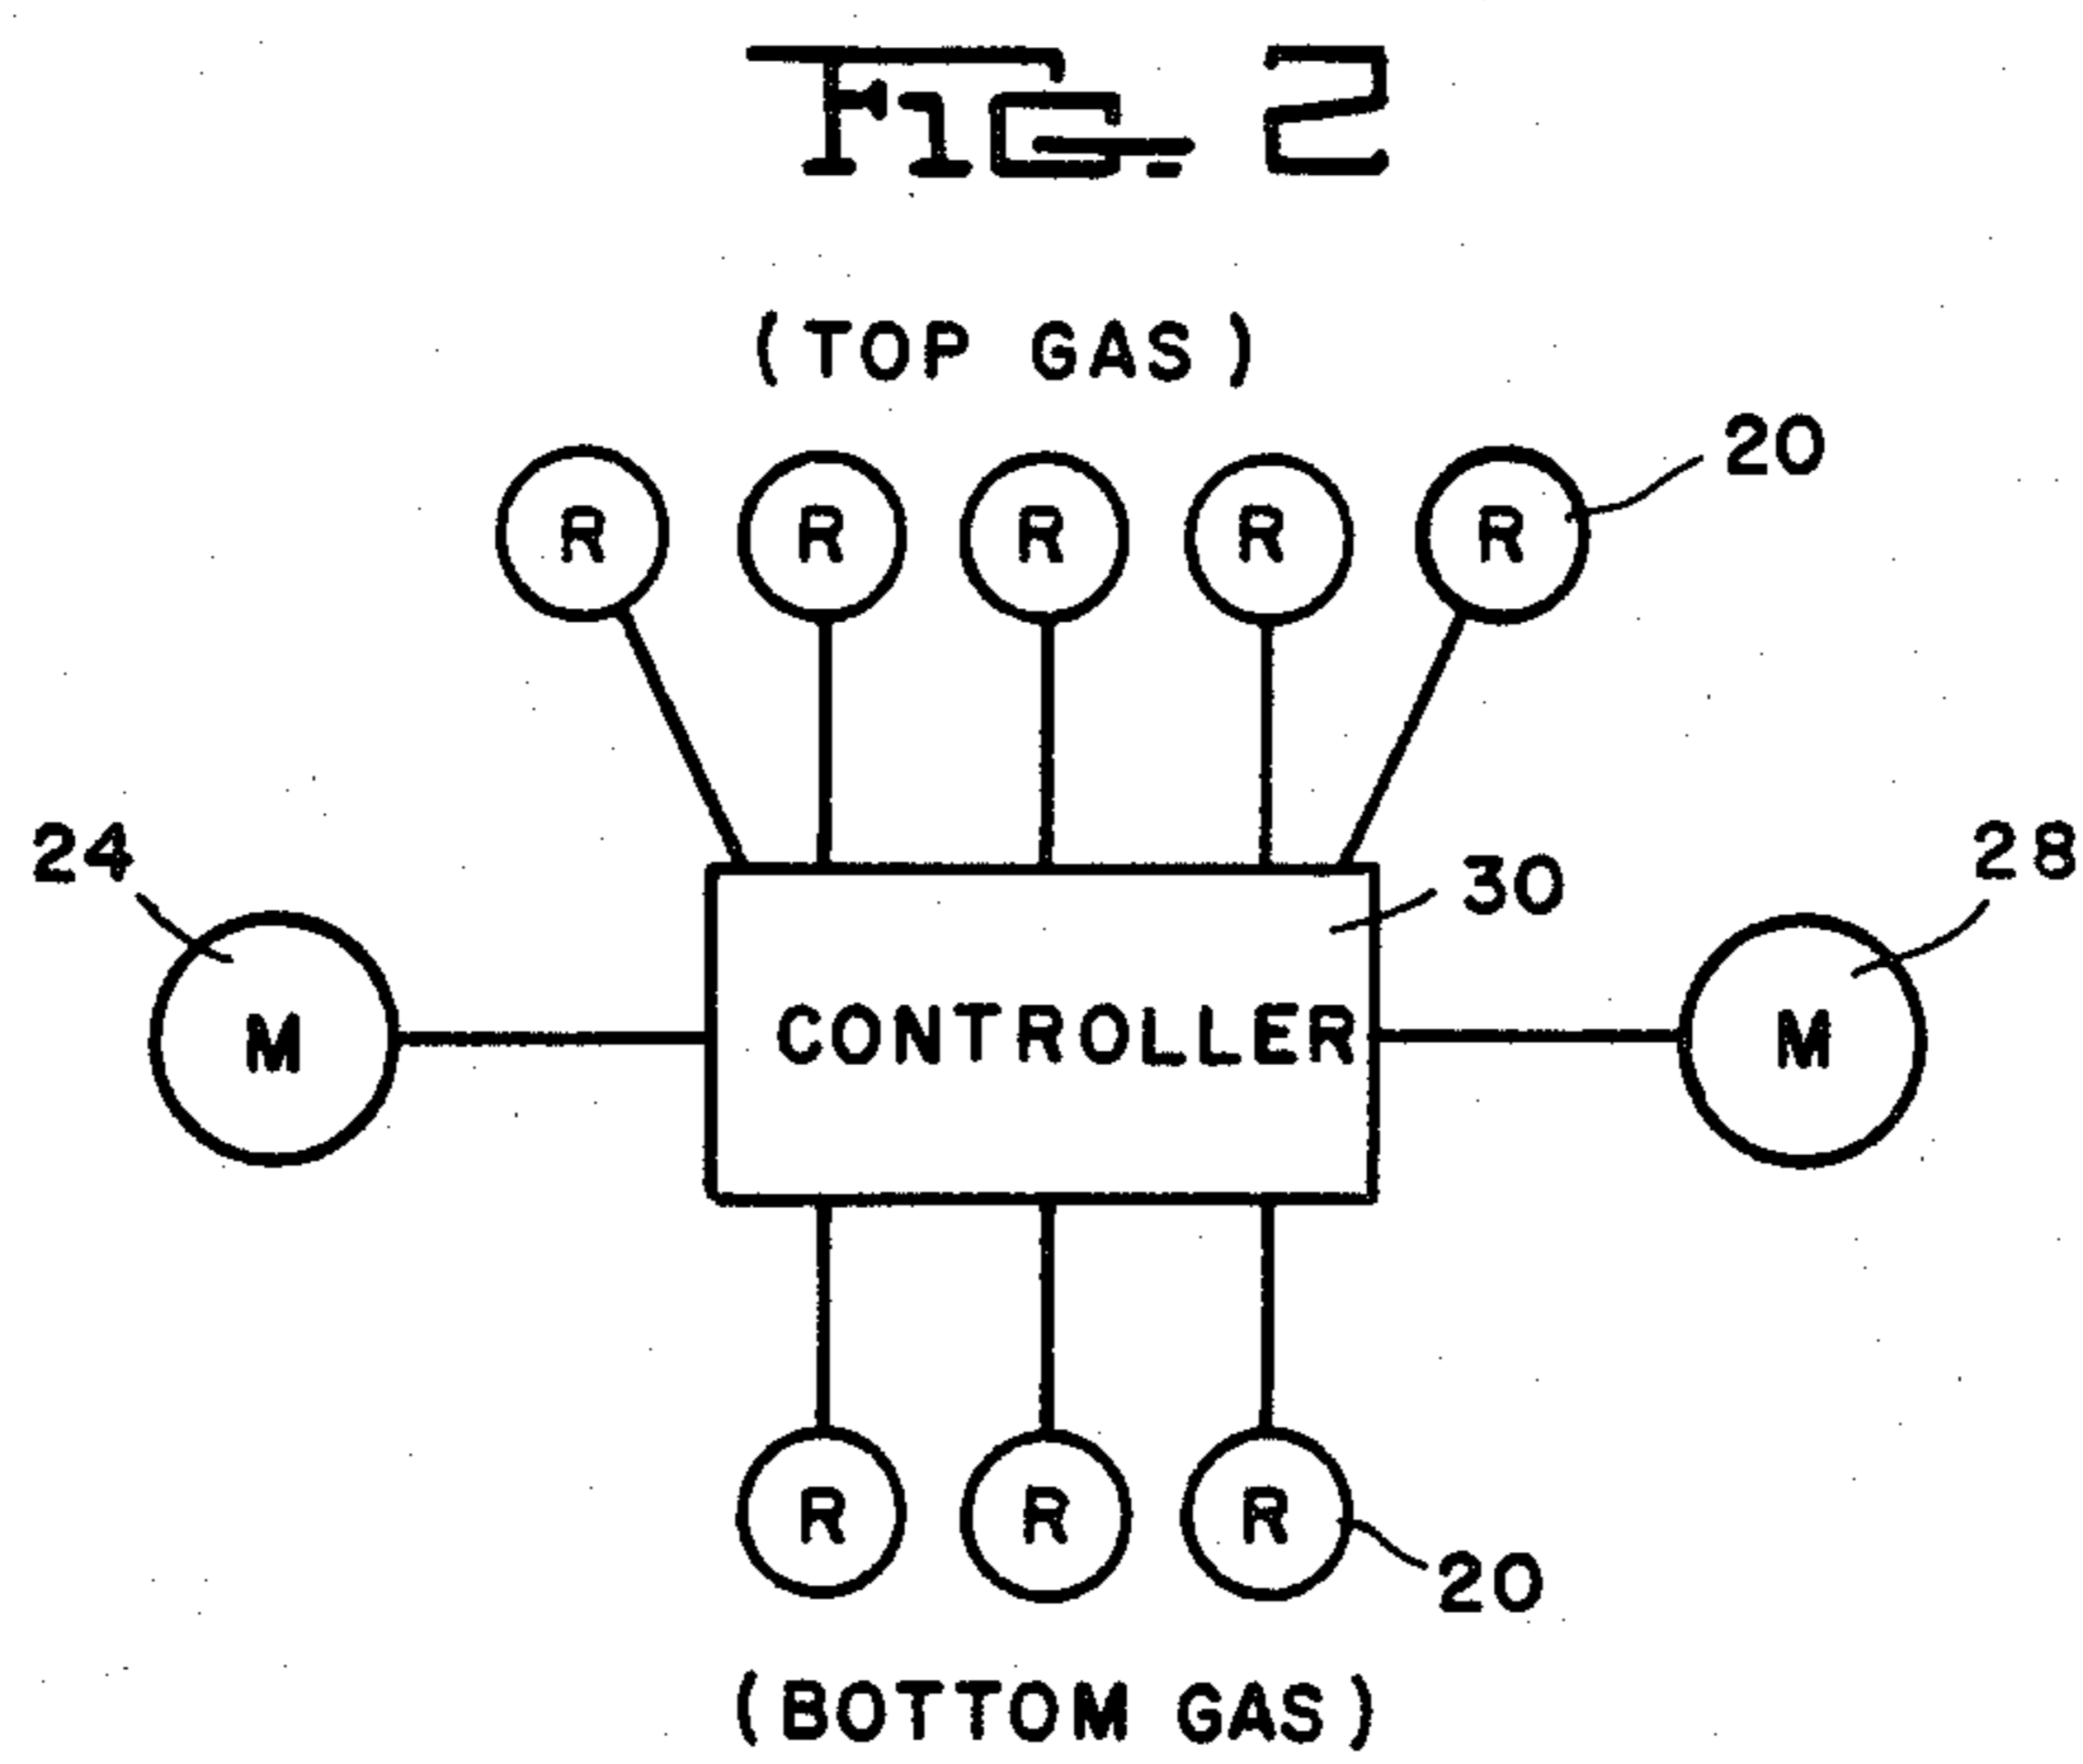 FIG. 2
(TOP GAS)
20
R R R R R
24
28
30
M CONTROLLER M
R R R
20
(BOTTOM GAS)